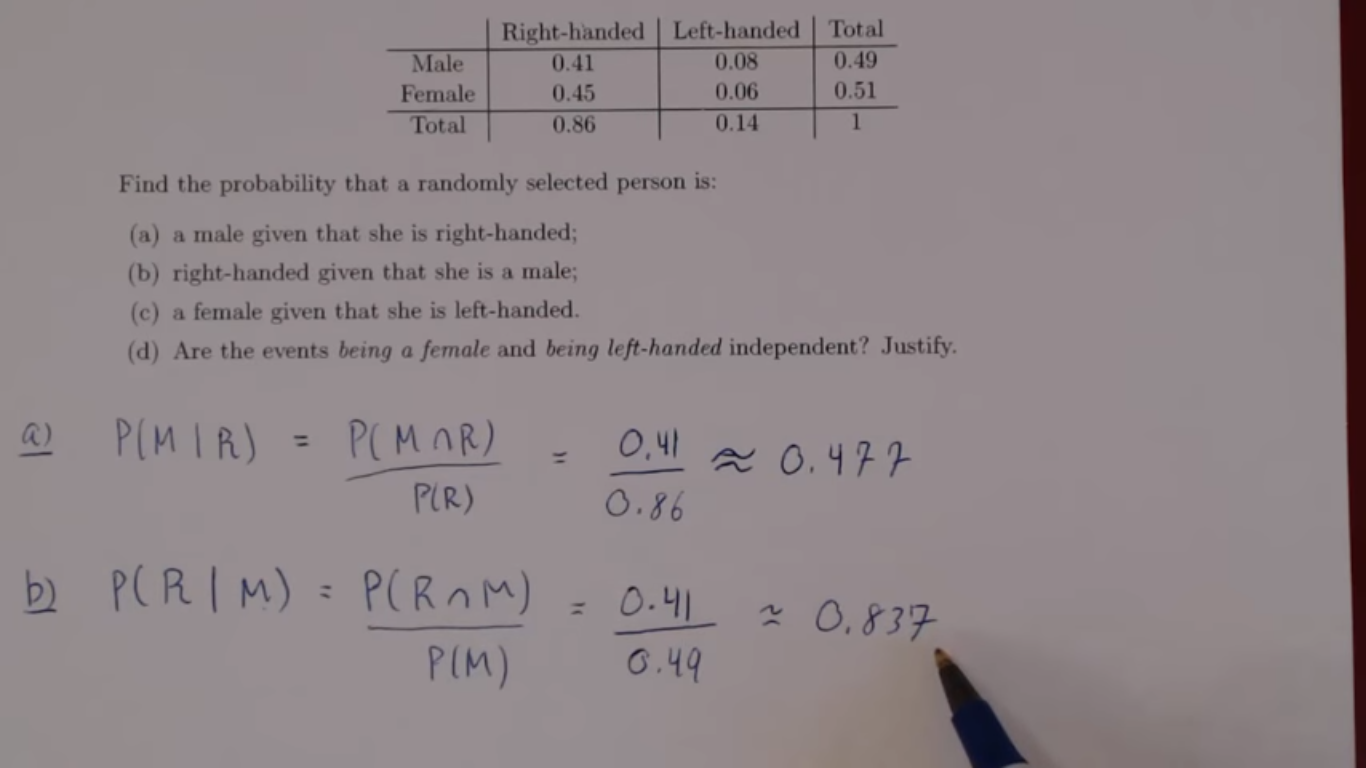 Right-handed Left-handed Total
Male 0.41 0.08 0.49
Female 0.45 0.06 0.51
Total 0.86 0.14 1
Find the probability that a randomly selected person is:
(a) a male given that she is right-handed;
(b) right-handed given that she is a male;
(c) a female given that she is left-handed.
(d) Are the events being a female and being left-handed independent? Justify.
a) P(M|R) = P(M∩R) / P(R) = 0.41 / 0.86 ≈ 0.477
b) P(R|M) = P(R∩M) / P(M) = 0.41 / 0.49 ≈ 0.837